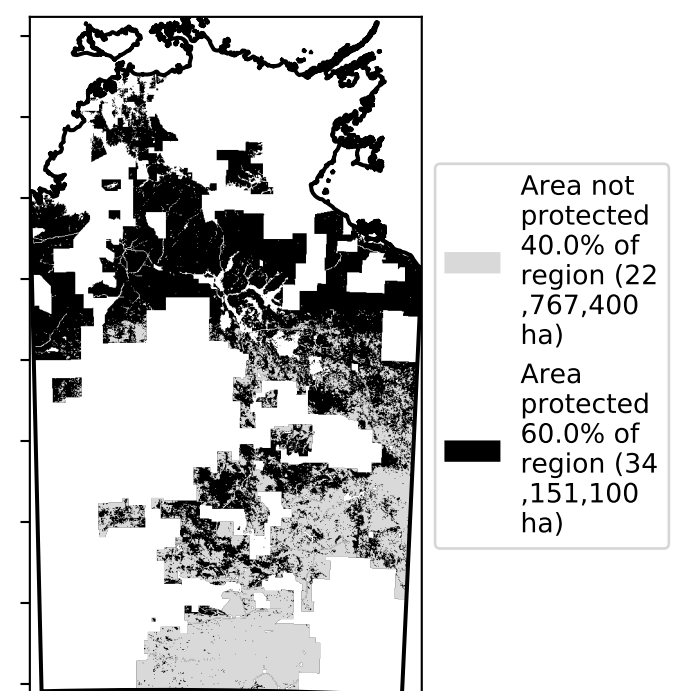 Area not
protected
40.0% of
region (22
,767,400
ha)
Area
protected
60.0% of
region (34
,151,100
ha)